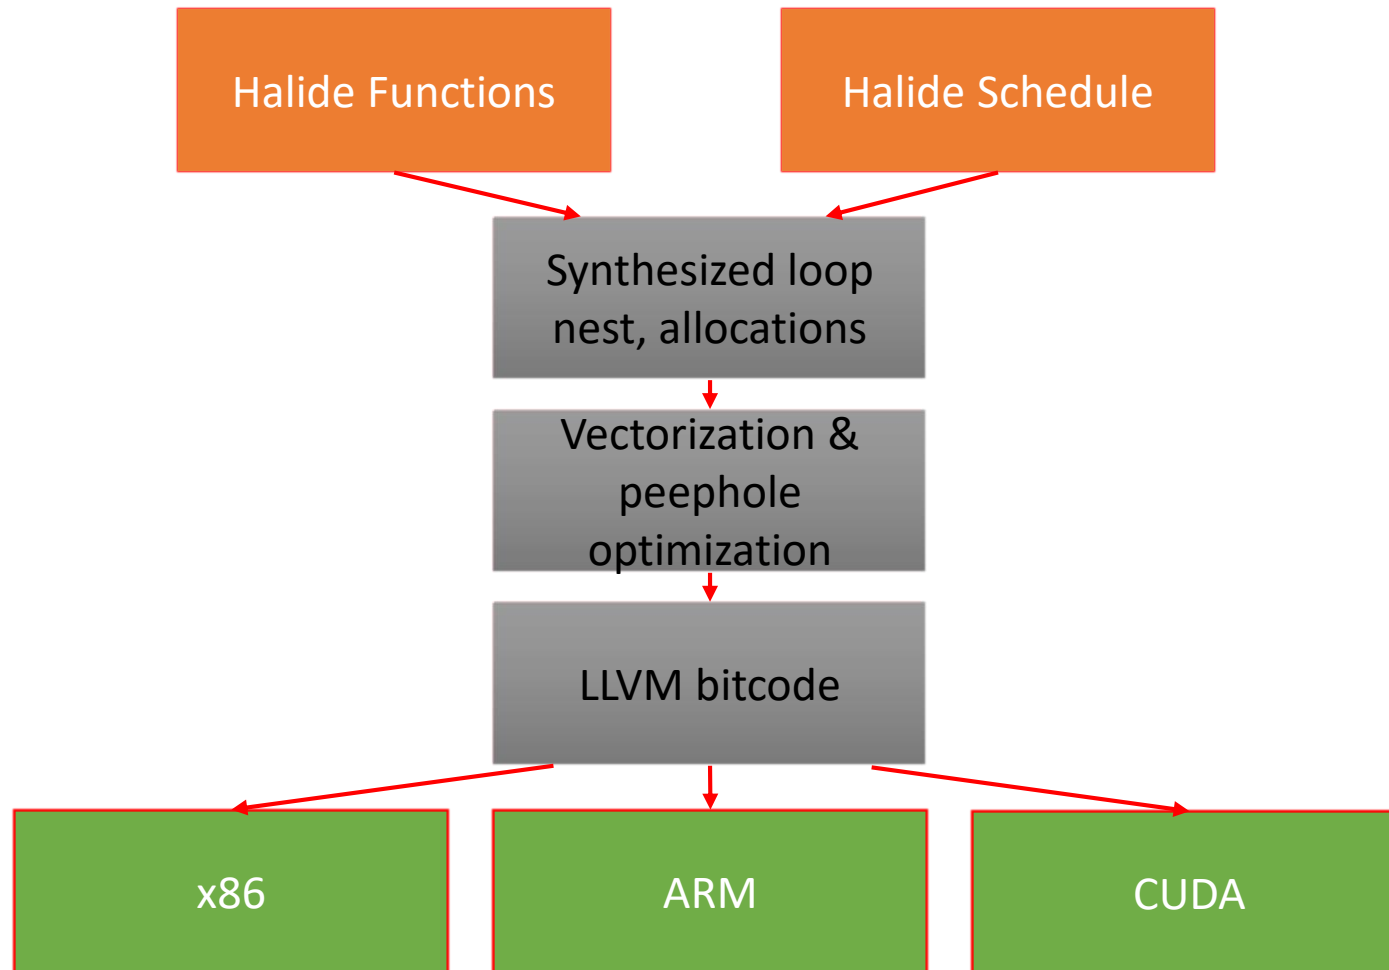 Halide Functions
Halide Schedule
Synthesized loop
nest, allocations
Vectorization &
peephole
optimization
LLVM bitcode
x86
ARM
CUDA